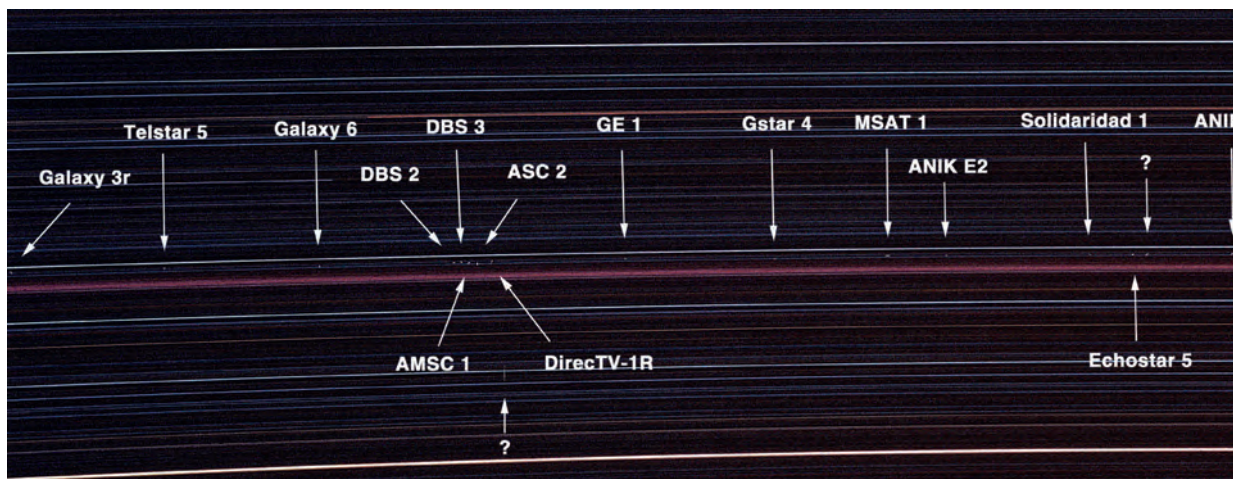 Telstar 5
Galaxy 6
DBS 3
GE 1
Gstar 4
MSAT 1
Solidaridad 1
ANI
Galaxy 3r
DBS 2
ASC 2
ANIK E2
?
AMSC 1
DirecTV-1R
Echostar 5
?